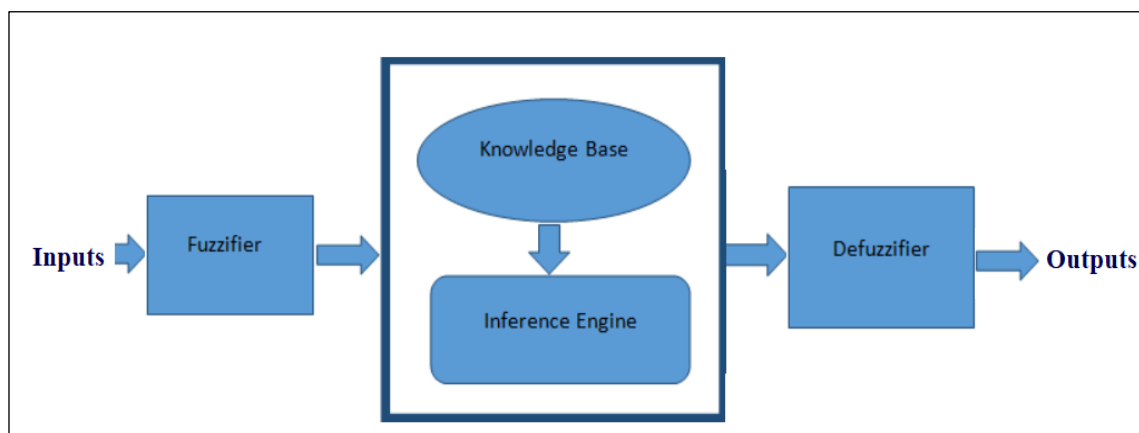 Inputs
Fuzzifier
Knowledge Base
Inference Engine
Defuzzifier
Outputs